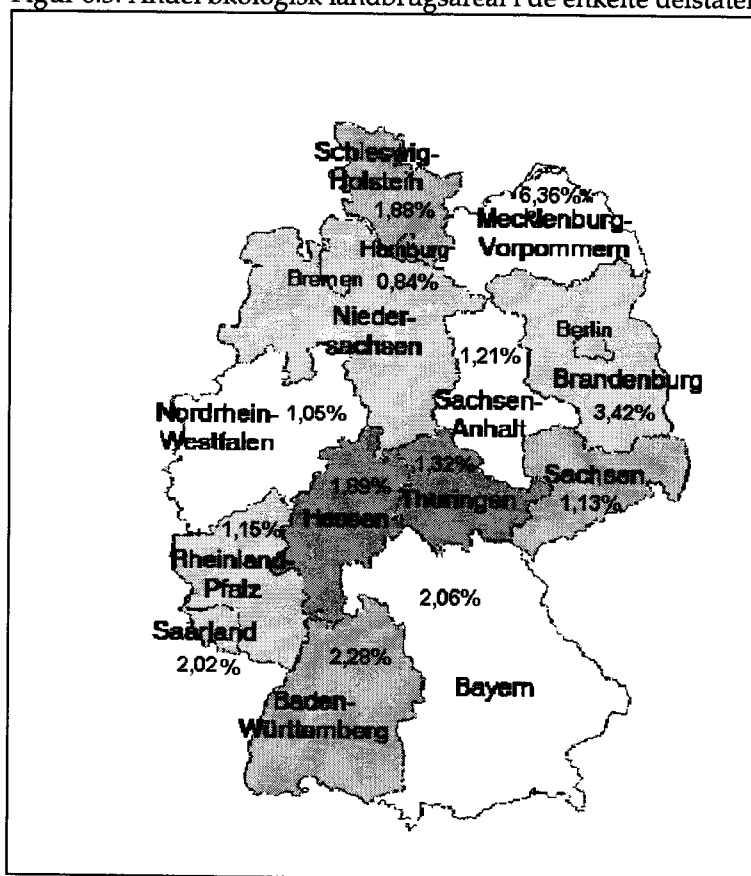 Figur 6.3. Andel økologisk landbrugsareal i de enkelte delstater
Schleswig-
Holstein
1,88%
6,36%%
Mecklenburg-
Vorpommern
Hamburg
Bremen 0,84%
Nieder-
sachsen
Berlin
1,21%
Brandenburg
3,42%
Sachsen-
Anhalt
Nordrhein- 1,05%
Westfalen
1,32%
Thüringen
Sachsen
1,13%
1,99%
Hessen
1,15%
Rheinland-
Pfalz
2,06%
Saarland
2,02%
2,28%
Bayern
Baden-
Württemberg